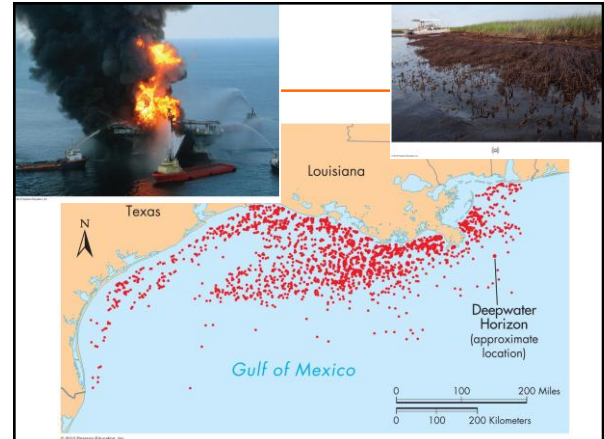 (a)
Louisiana
Texas
N
Deepwater
Horizon
(approximate
location)
Gulf of Mexico
0 100 200 Miles
0 100 200 Kilometers